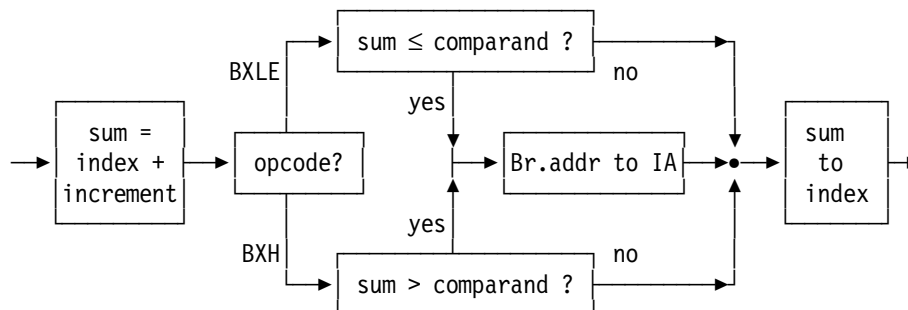 sum ≤ comparand ?
BXLE
no
yes
sum =
index +
increment
opcode?
Br.addr to IA
sum
to
index
yes
BXH
no
sum > comparand ?